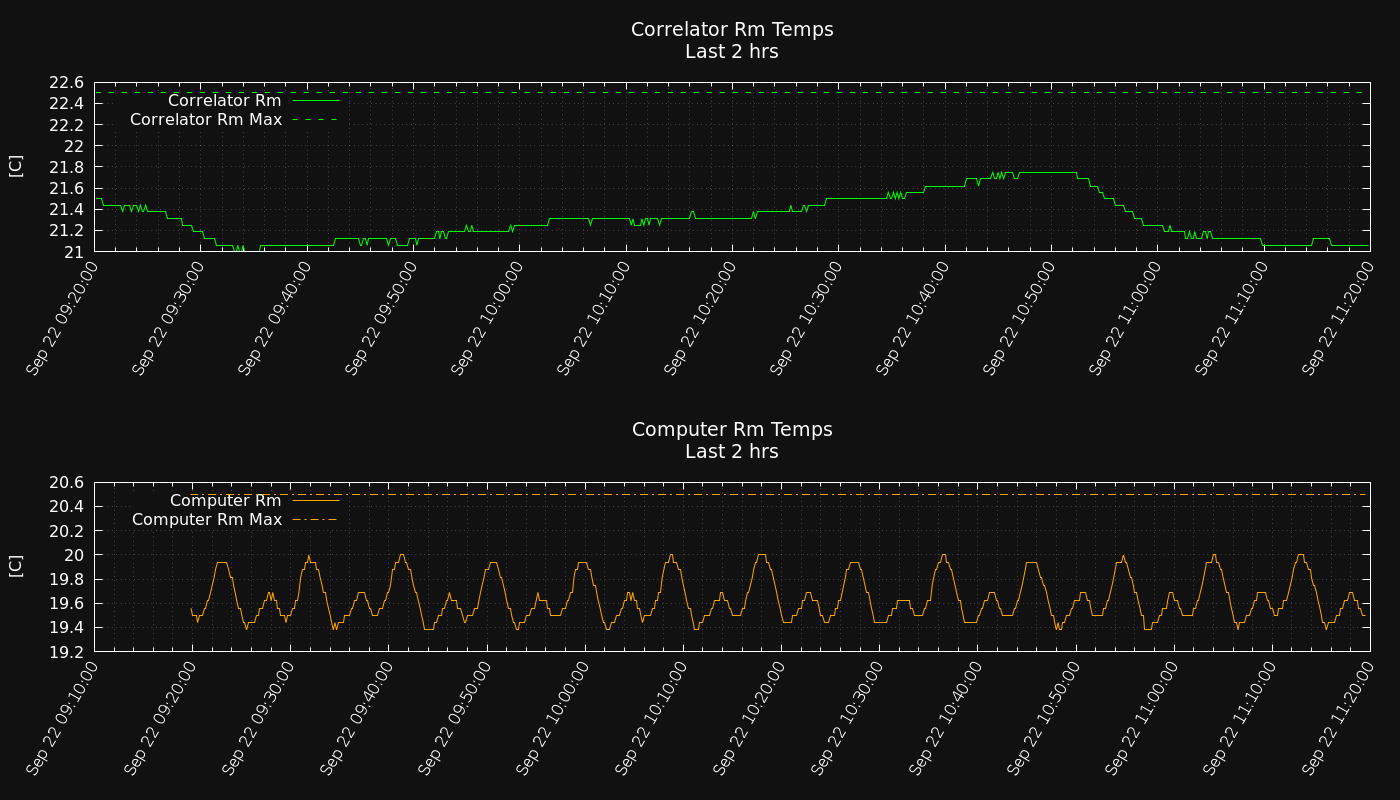 Correlator Rm Temps
Last 2 hrs
22.6
22.4
22.2
22
21.8
21.6
21.4
21.2
21
[C]
Correlator Rm
Correlator Rm Max
Sep 22 09:20:00
Sep 22 09:30:00
Sep 22 09:40:00
Sep 22 09:50:00
Sep 22 10:00:00
Sep 22 10:10:00
Sep 22 10:20:00
Sep 22 10:30:00
Sep 22 10:40:00
Sep 22 10:50:00
Sep 22 11:00:00
Sep 22 11:10:00
Sep 22 11:20:00
Computer Rm Temps
Last 2 hrs
20.6
20.4
20.2
20
19.8
19.6
19.4
19.2
[C]
Computer Rm
Computer Rm Max
Sep 22 09:10:00
Sep 22 09:20:00
Sep 22 09:30:00
Sep 22 09:40:00
Sep 22 09:50:00
Sep 22 10:00:00
Sep 22 10:10:00
Sep 22 10:20:00
Sep 22 10:30:00
Sep 22 10:40:00
Sep 22 10:50:00
Sep 22 11:00:00
Sep 22 11:10:00
Sep 22 11:20:00